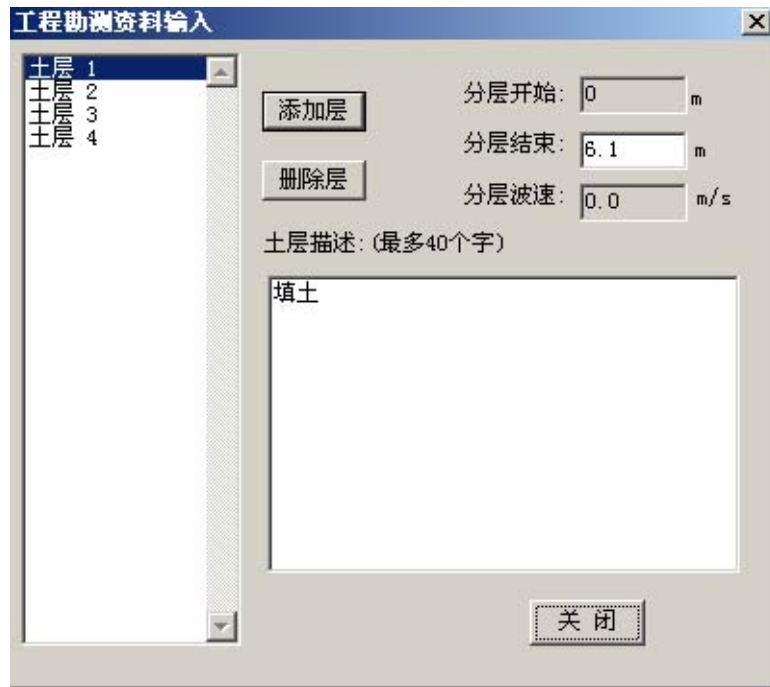 工程勘测资料输入
土层 1
土层 2
土层 3
土层 4
添加层
删除层
分层开始: 0 m
分层结束: 6.1 m
分层波速: 0.0 m/s
土层描述:(最多40个字)
填土
关 闭